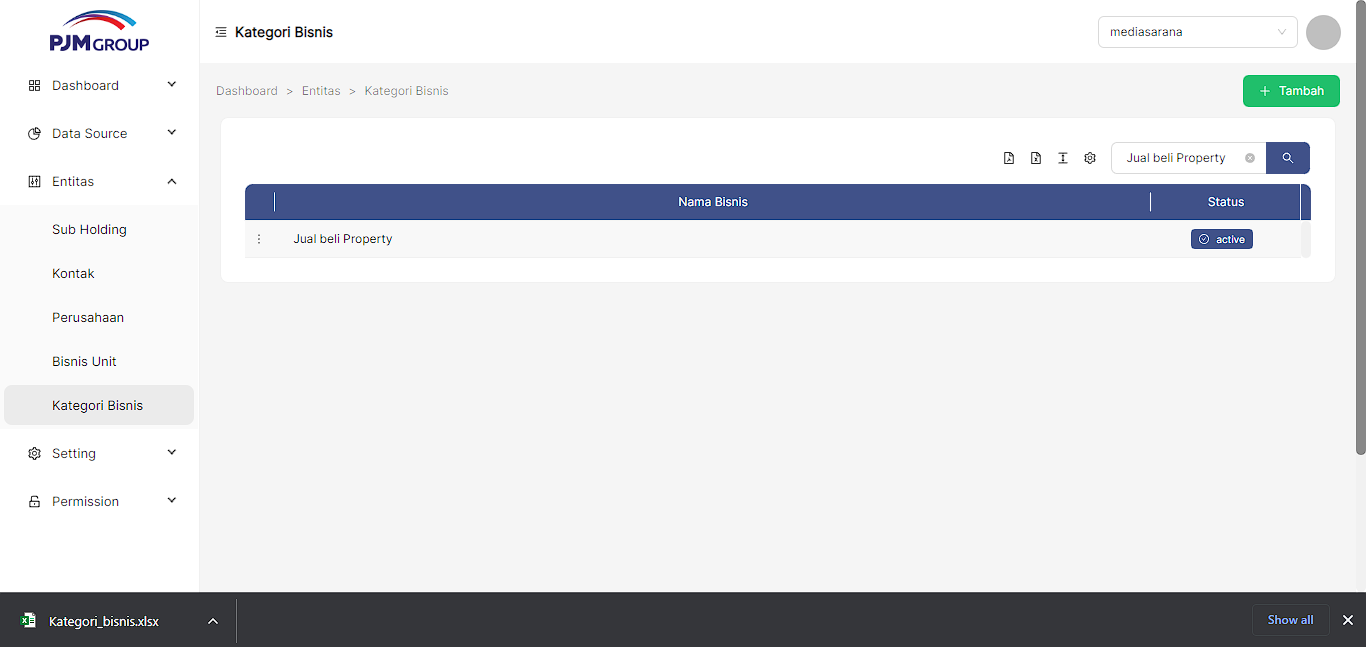 PJM GROUP
Kategori Bisnis
mediasarana
Dashboard
Data Source
Entitas
Sub Holding
Kontak
Perusahaan
Bisnis Unit
Kategori Bisnis
Setting
Permission
Dashboard > Entitas > Kategori Bisnis
+ Tambah
Jual beli Property
Nama Bisnis Status
Jual beli Property active
Kategori_bisnis.xlsx
Show all